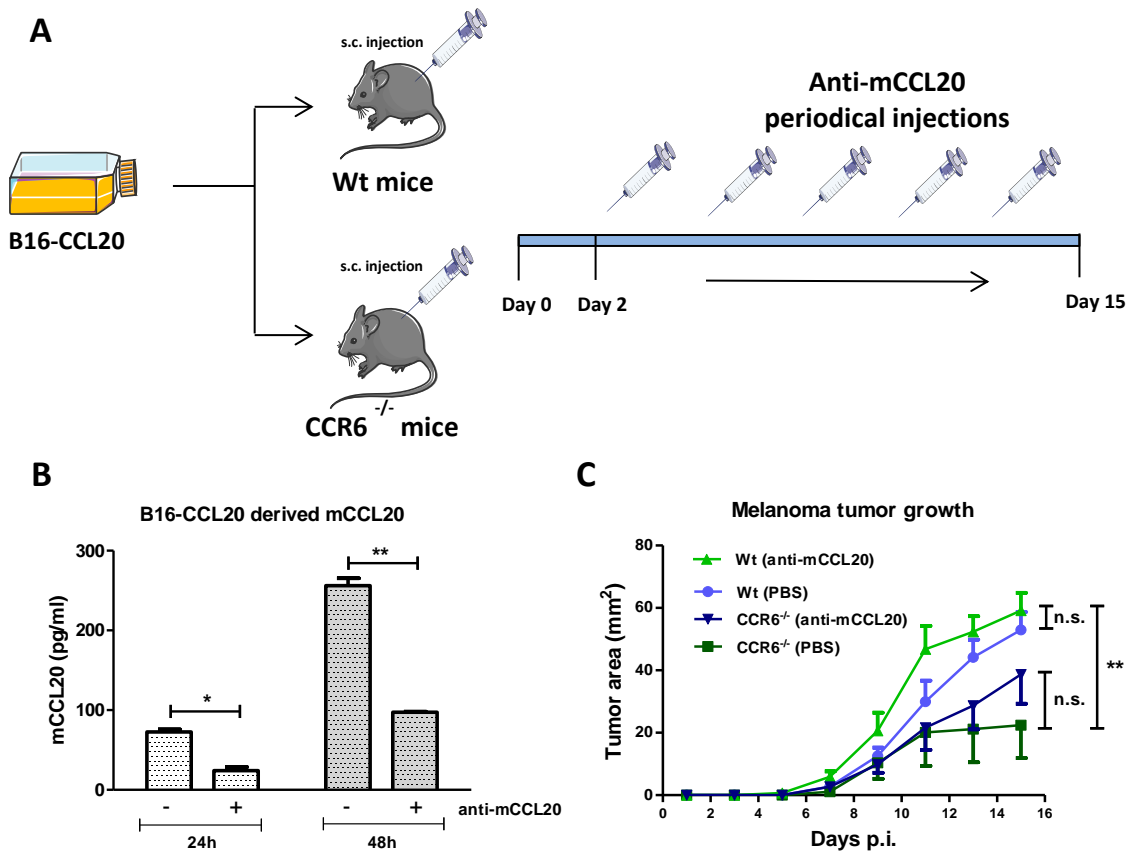 A
s.c. injection
Wt mice
B16-CCL20
s.c. injection
CCR6 -/- mice
Anti-mCCL20
periodical injections
Day 0
Day 2
Day 15
B
B16-CCL20 derived mCCL20
mCCL20 (pg/ml)
300
200
100
0
*
**
- + - + anti-mCCL20
24h 48h
C
Melanoma tumor growth
Tumor area (mm²)
80
60
40
20
0
Wt (anti-mCCL20)
Wt (PBS)
CCR6-/- (anti-mCCL20)
CCR6-/- (PBS)
n.s.
n.s.
**
0 2 4 6 8 10 12 14 16
Days p.i.